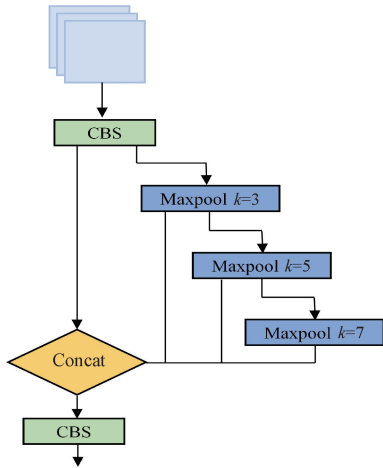 CBS
Maxpool k=3
Maxpool k=5
Maxpool k=7
Concat
CBS